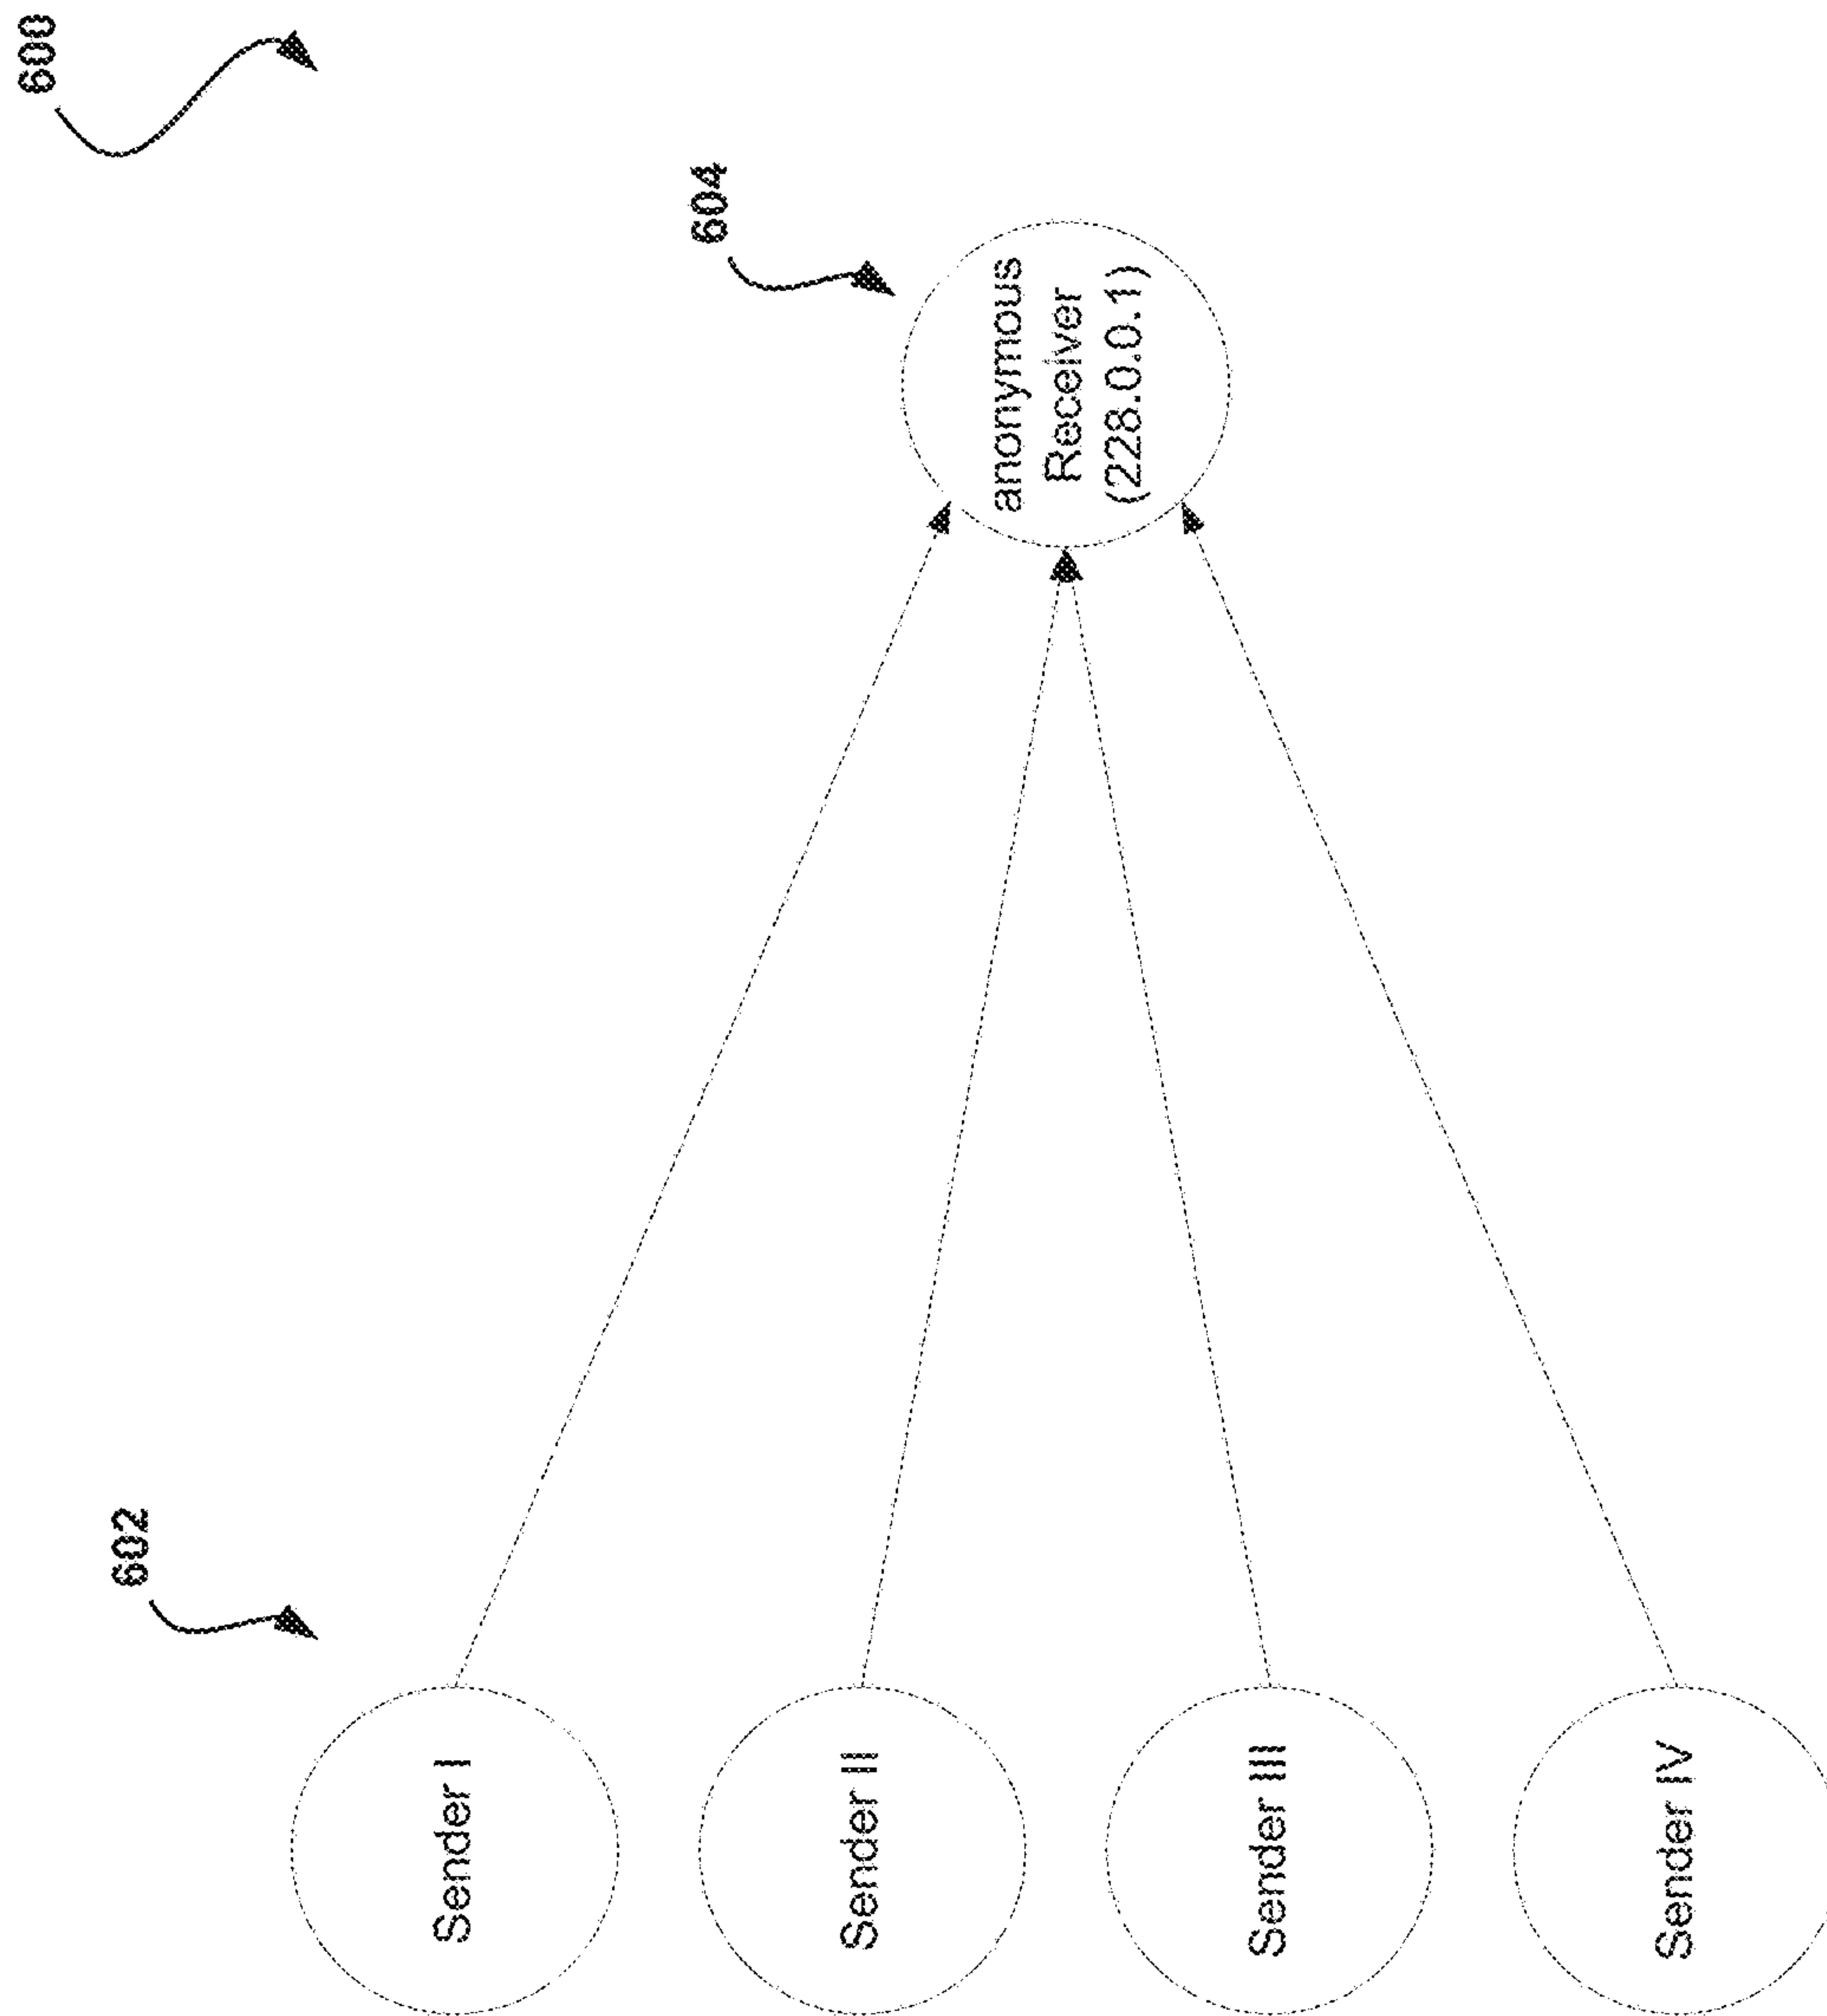 600
602
604
Sender I
Sender II
Sender III
Sender IV
anonymous
Receiver
(228.0.0.1)